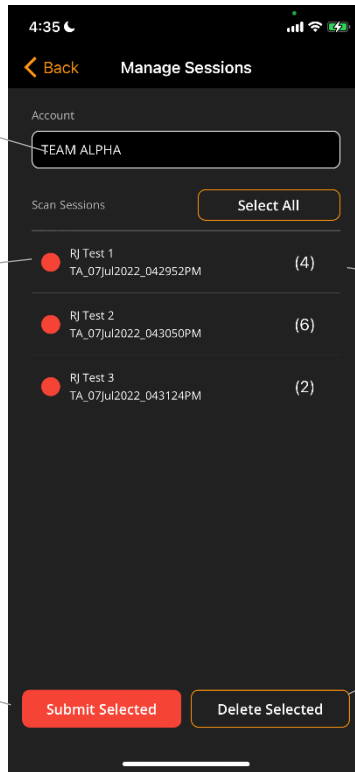 4:35
Back Manage Sessions
Account
TEAM ALPHA
Scan Sessions Select All
RJ Test 1
TA_07Jul2022_042952PM (4)
RJ Test 2
TA_07Jul2022_043050PM (6)
RJ Test 3
TA_07Jul2022_043124PM (2)
Submit Selected Delete Selected